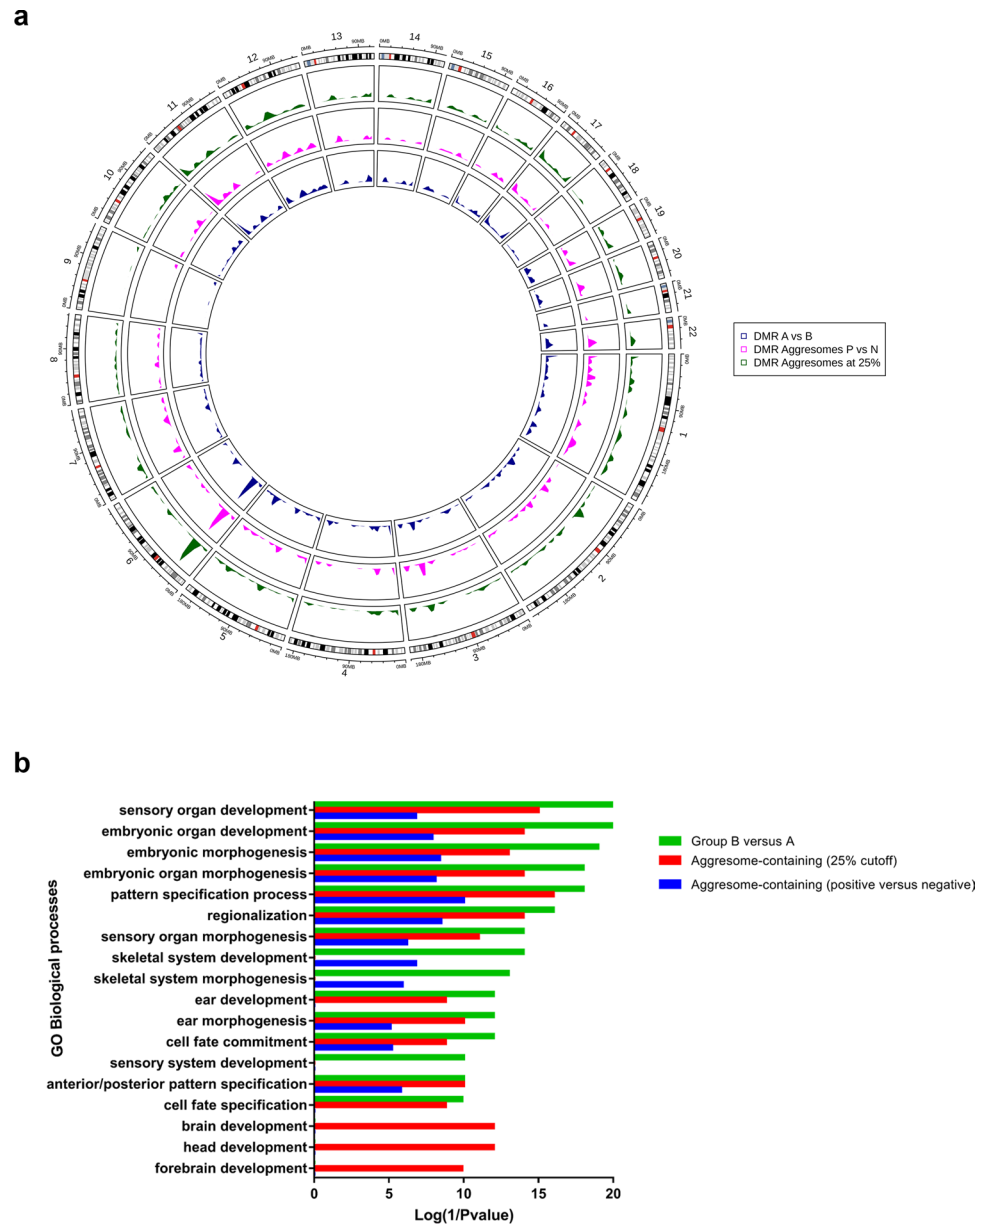 a
13
14
15
16
17
18
19
20
21
22
1
2
3
4
5
6
7
8
9
10
11
12
0MB
90MB
180MB
DMR A vs B
DMR Aggresomes P vs N
DMR Aggresomes at 25%
b
GO Biological processes
sensory organ development
embryonic organ development
embryonic morphogenesis
embryonic organ morphogenesis
pattern specification process
regionalization
sensory organ morphogenesis
skeletal system development
skeletal system morphogenesis
ear development
ear morphogenesis
cell fate commitment
sensory system development
anterior/posterior pattern specification
cell fate specification
brain development
head development
forebrain development
0 5 10 15 20
Log(1/Pvalue)
Group B versus A
Aggresome-containing (25% cutoff)
Aggresome-containing (positive versus negative)